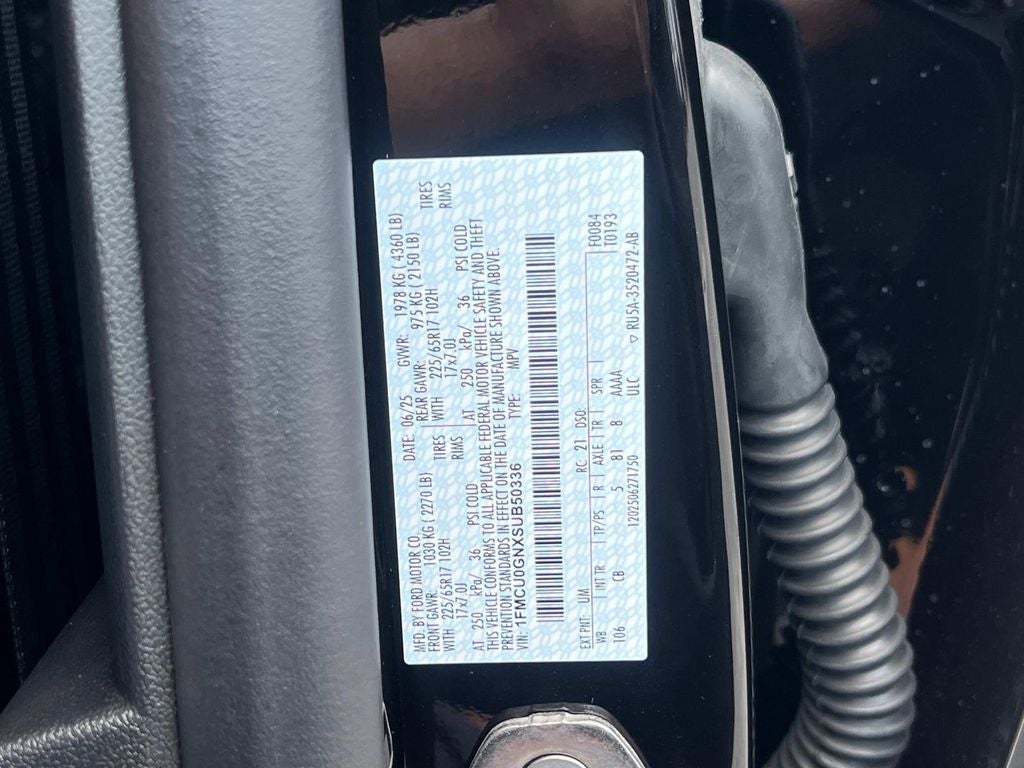 MFD. BY FORD MOTOR CO. DATE: 06/25 GVWR: 1978 KG ( 4360 LB)
FRONT GAWR: 1030 KG ( 2270 LB) REAR GAWR: 975 KG ( 2150 LB)
WITH 225/65R17 102H TIRES WITH 225/65R17 102H TIRES
17x7.0J RIMS 17x7.0J RIMS
AT 250 kPa/ 36 PSI COLD AT 250 kPa/ 36 PSI COLD
THIS VEHICLE CONFORMS TO ALL APPLICABLE FEDERAL MOTOR VEHICLE SAFETY AND THEFT
PREVENTION STANDARDS IN EFFECT ON THE DATE OF MANUFACTURE SHOWN ABOVE.
VIN: 1FMCU0GNXSUB50336 TYPE: MPV
EXT PNT: UM RC: 21 DSO: F0084
WB INT TR TP/PS R AXLE TR SPR T0193
106 CB 5 81 8 AAAA
1202506271750 ULC ▽ RU5A-3520472-AB